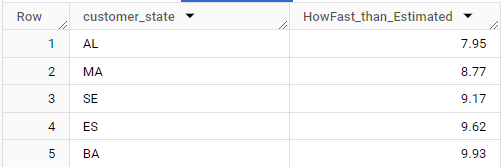 Row customer_state HowFast_than_Estimated
1 AL 7.95
2 MA 8.77
3 SE 9.17
4 ES 9.62
5 BA 9.93